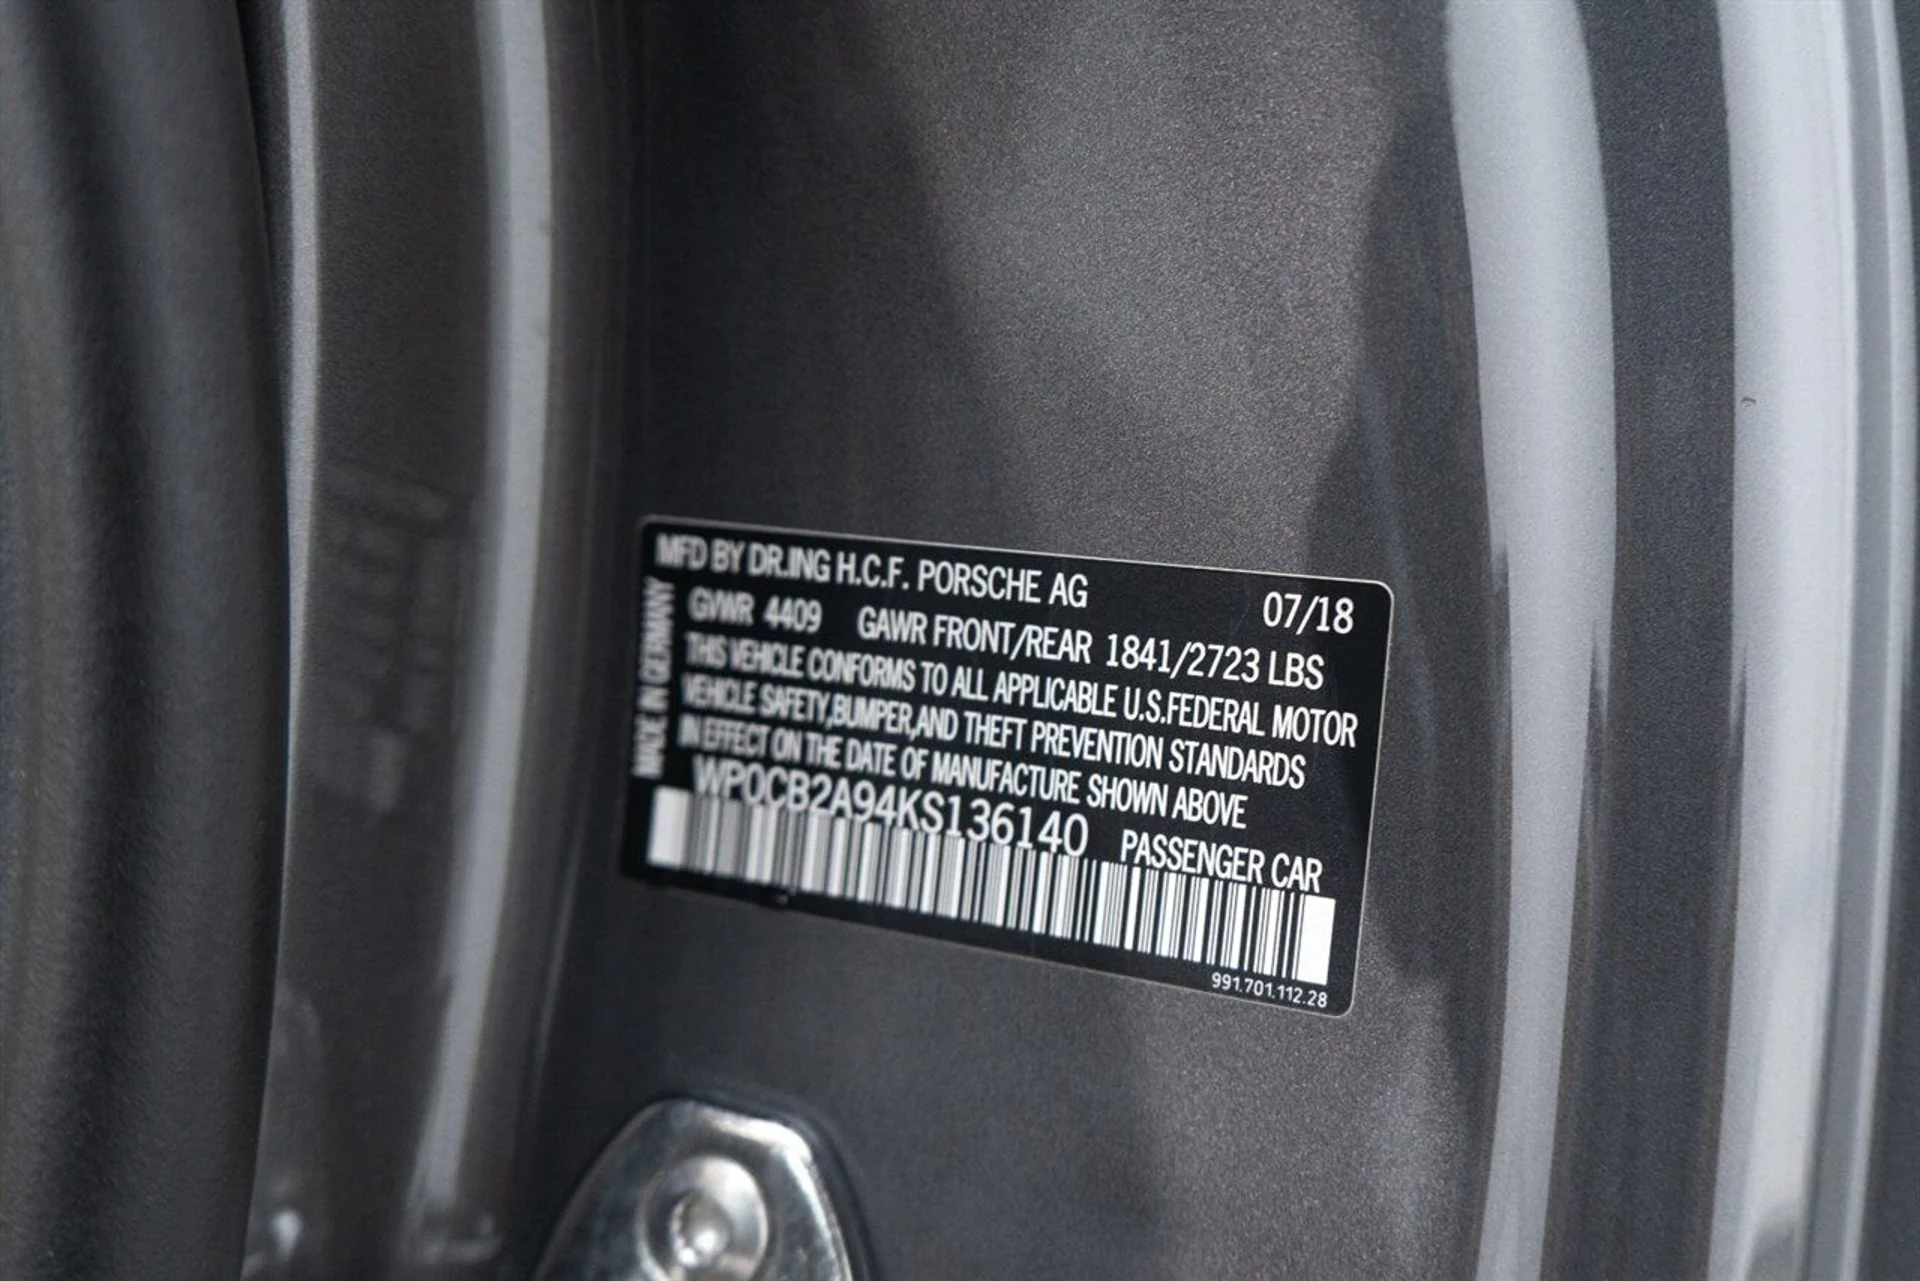 MFD BY DR.ING H.C.F. PORSCHE AG 07/18
GVWR 4409 GAWR FRONT/REAR 1841/2723 LBS
THIS VEHICLE CONFORMS TO ALL APPLICABLE U.S.FEDERAL MOTOR
VEHICLE SAFETY,BUMPER,AND THEFT PREVENTION STANDARDS
IN EFFECT ON THE DATE OF MANUFACTURE SHOWN ABOVE
WP0CB2A94KS136140 PASSENGER CAR
991.701.112.28
MADE IN GERMANY